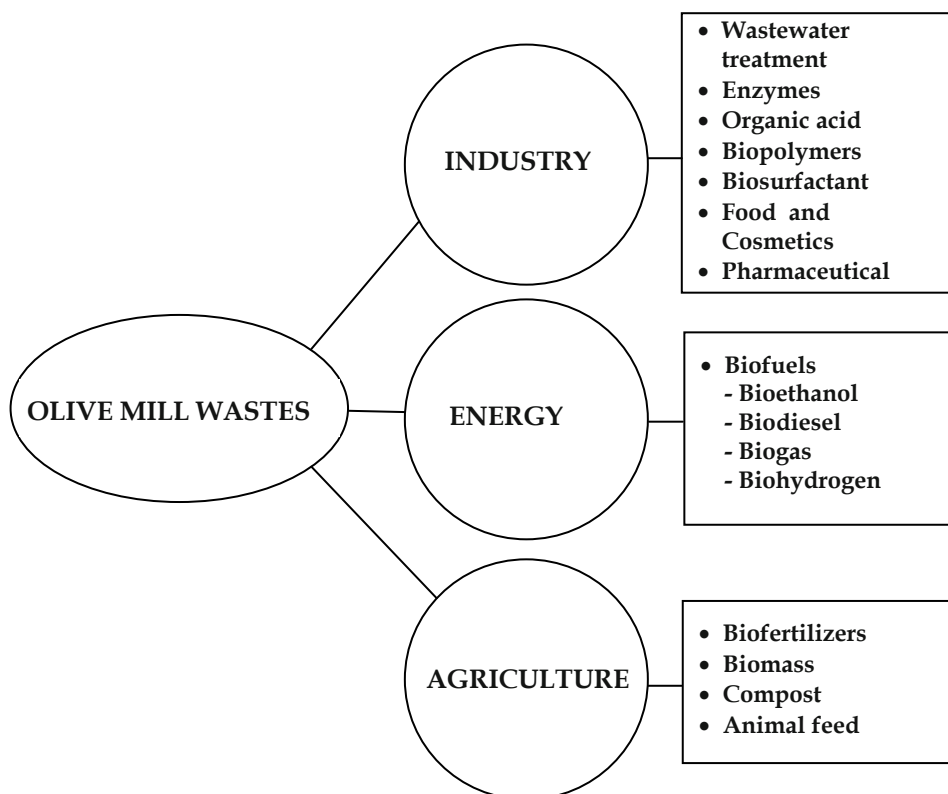 OLIVE MILL WASTES
INDUSTRY
• Wastewater
treatment
• Enzymes
• Organic acid
• Biopolymers
• Biosurfactant
• Food and
Cosmetics
• Pharmaceutical
ENERGY
• Biofuels
- Bioethanol
- Biodiesel
- Biogas
- Biohydrogen
AGRICULTURE
• Biofertilizers
• Biomass
• Compost
• Animal feed